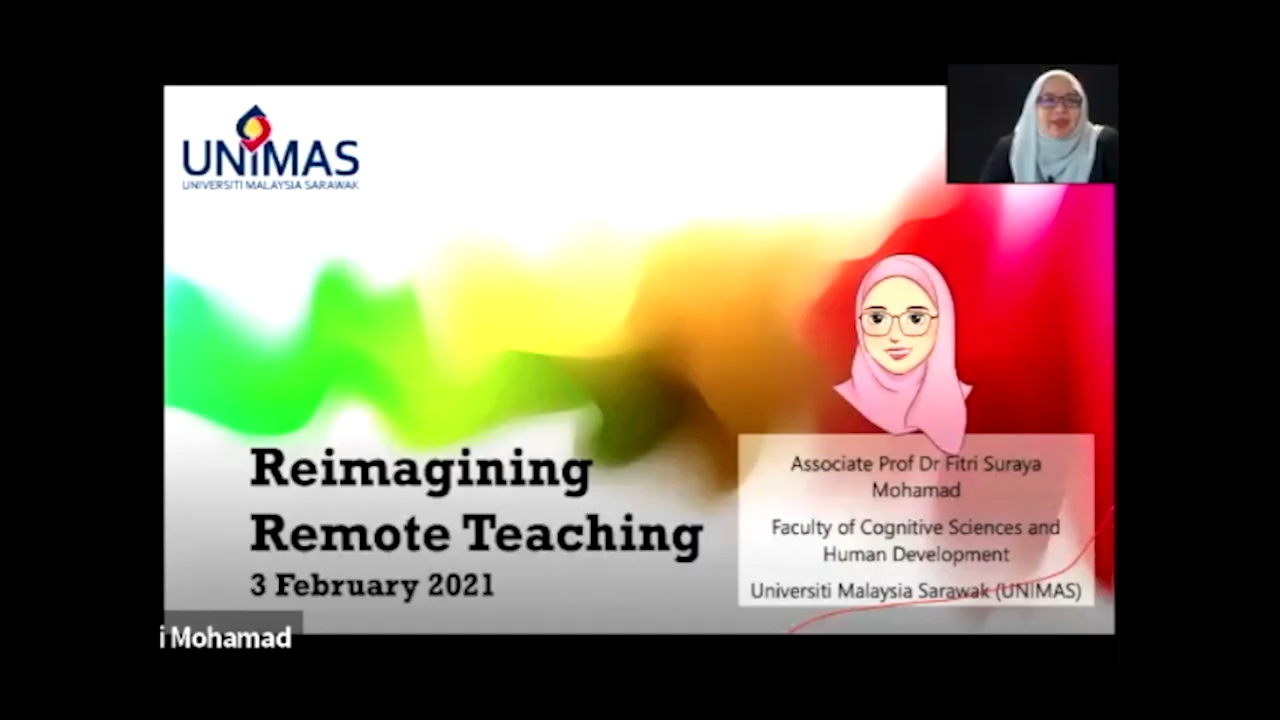 UNIMAS
UNIVERSITI MALAYSIA SARAWAK
Reimagining
Remote Teaching
3 February 2021
Associate Prof Dr Fitri Suraya
Mohamad
Faculty of Cognitive Sciences and
Human Development
Universiti Malaysia Sarawak (UNIMAS)
i Mohamad